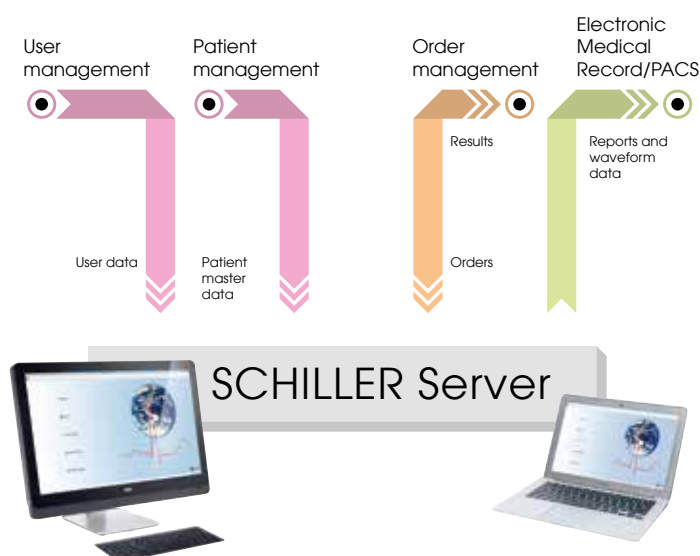 User
management
Patient
management
Order
management
Electronic
Medical
Record/PACS
Results
Reports and
waveform
data
User data
Patient
master
data
Orders
SCHILLER Server